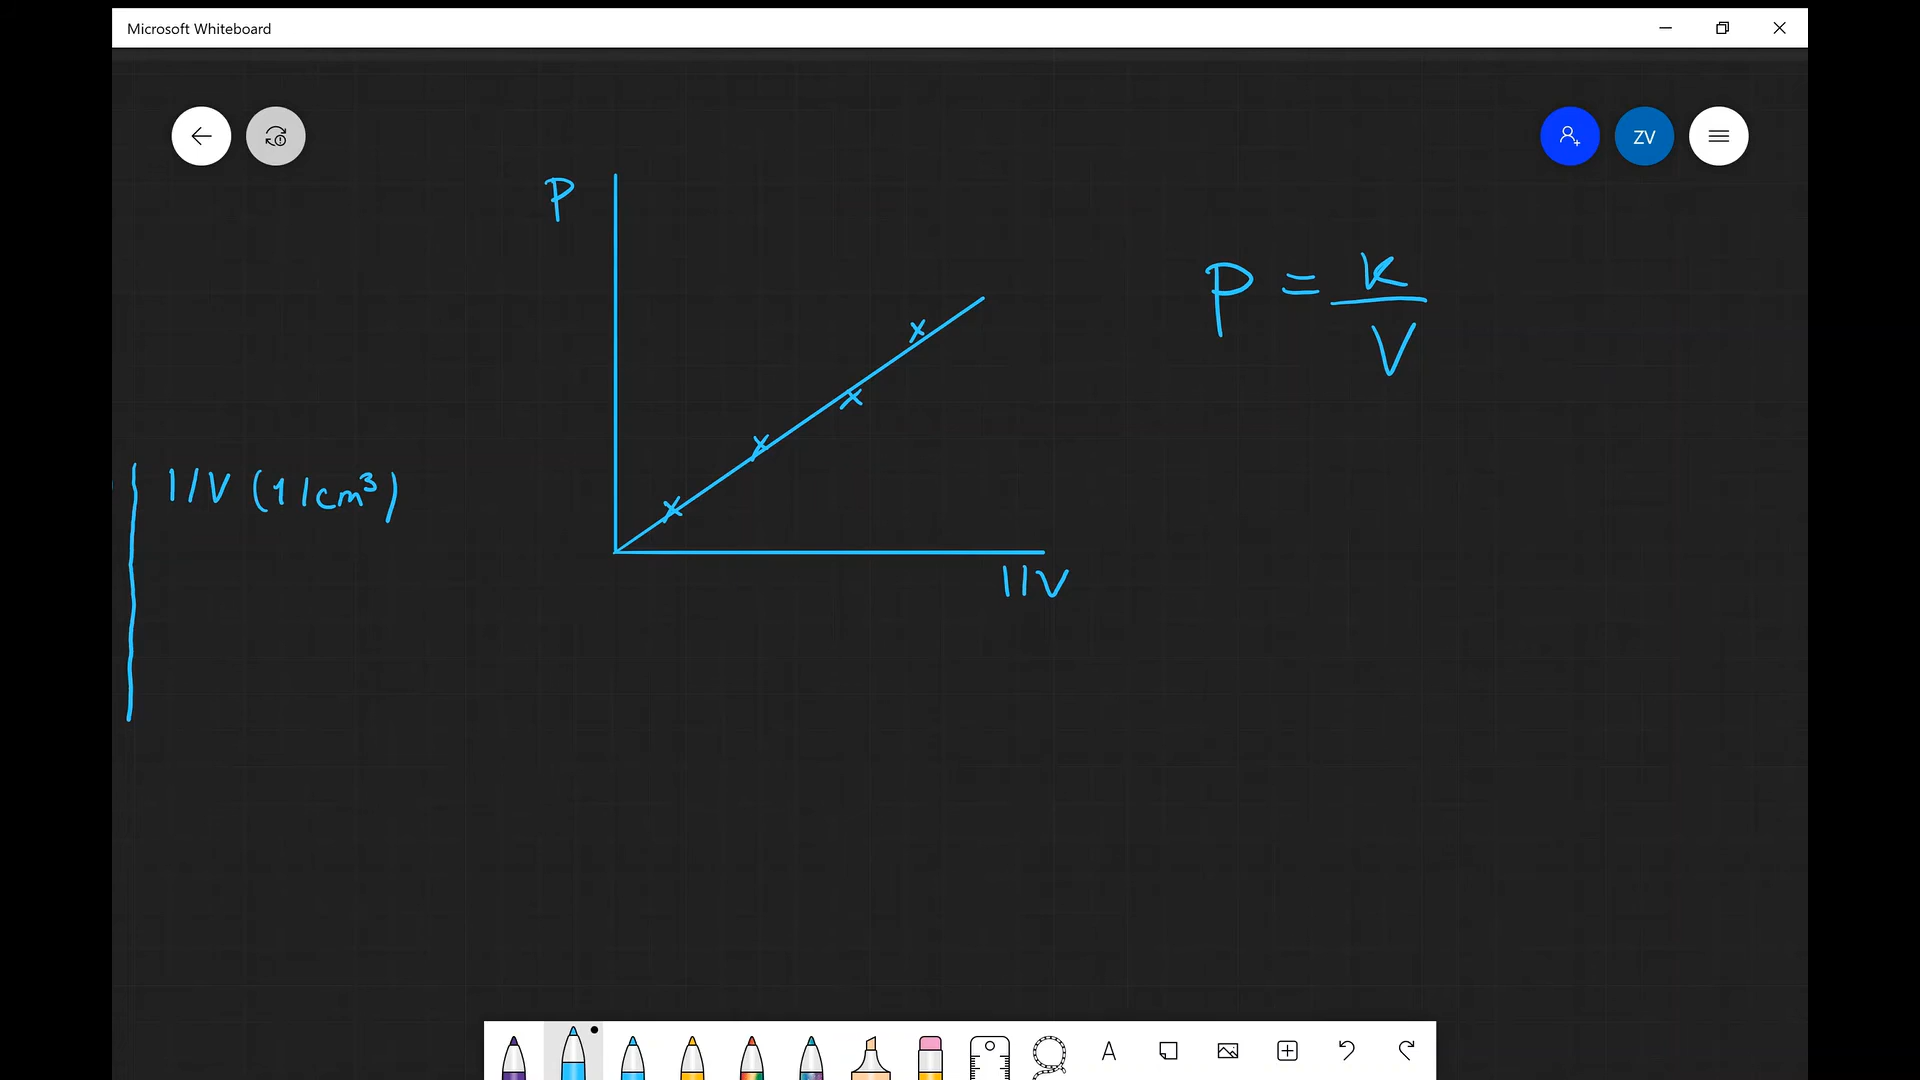 Microsoft Whiteboard
ZV
P
P = K
V
1/V (1/cm³)
1/V
A